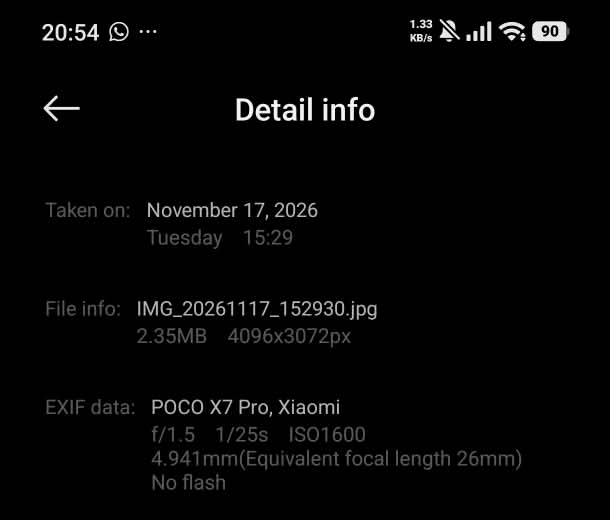 20:54 ... 1.33 KB/s 90
Detail info
Taken on: November 17, 2026
Tuesday 15:29
File info: IMG_20261117_152930.jpg
2.35MB 4096x3072px
EXIF data: POCO X7 Pro, Xiaomi
f/1.5 1/25s ISO1600
4.941mm(Equivalent focal length 26mm)
No flash